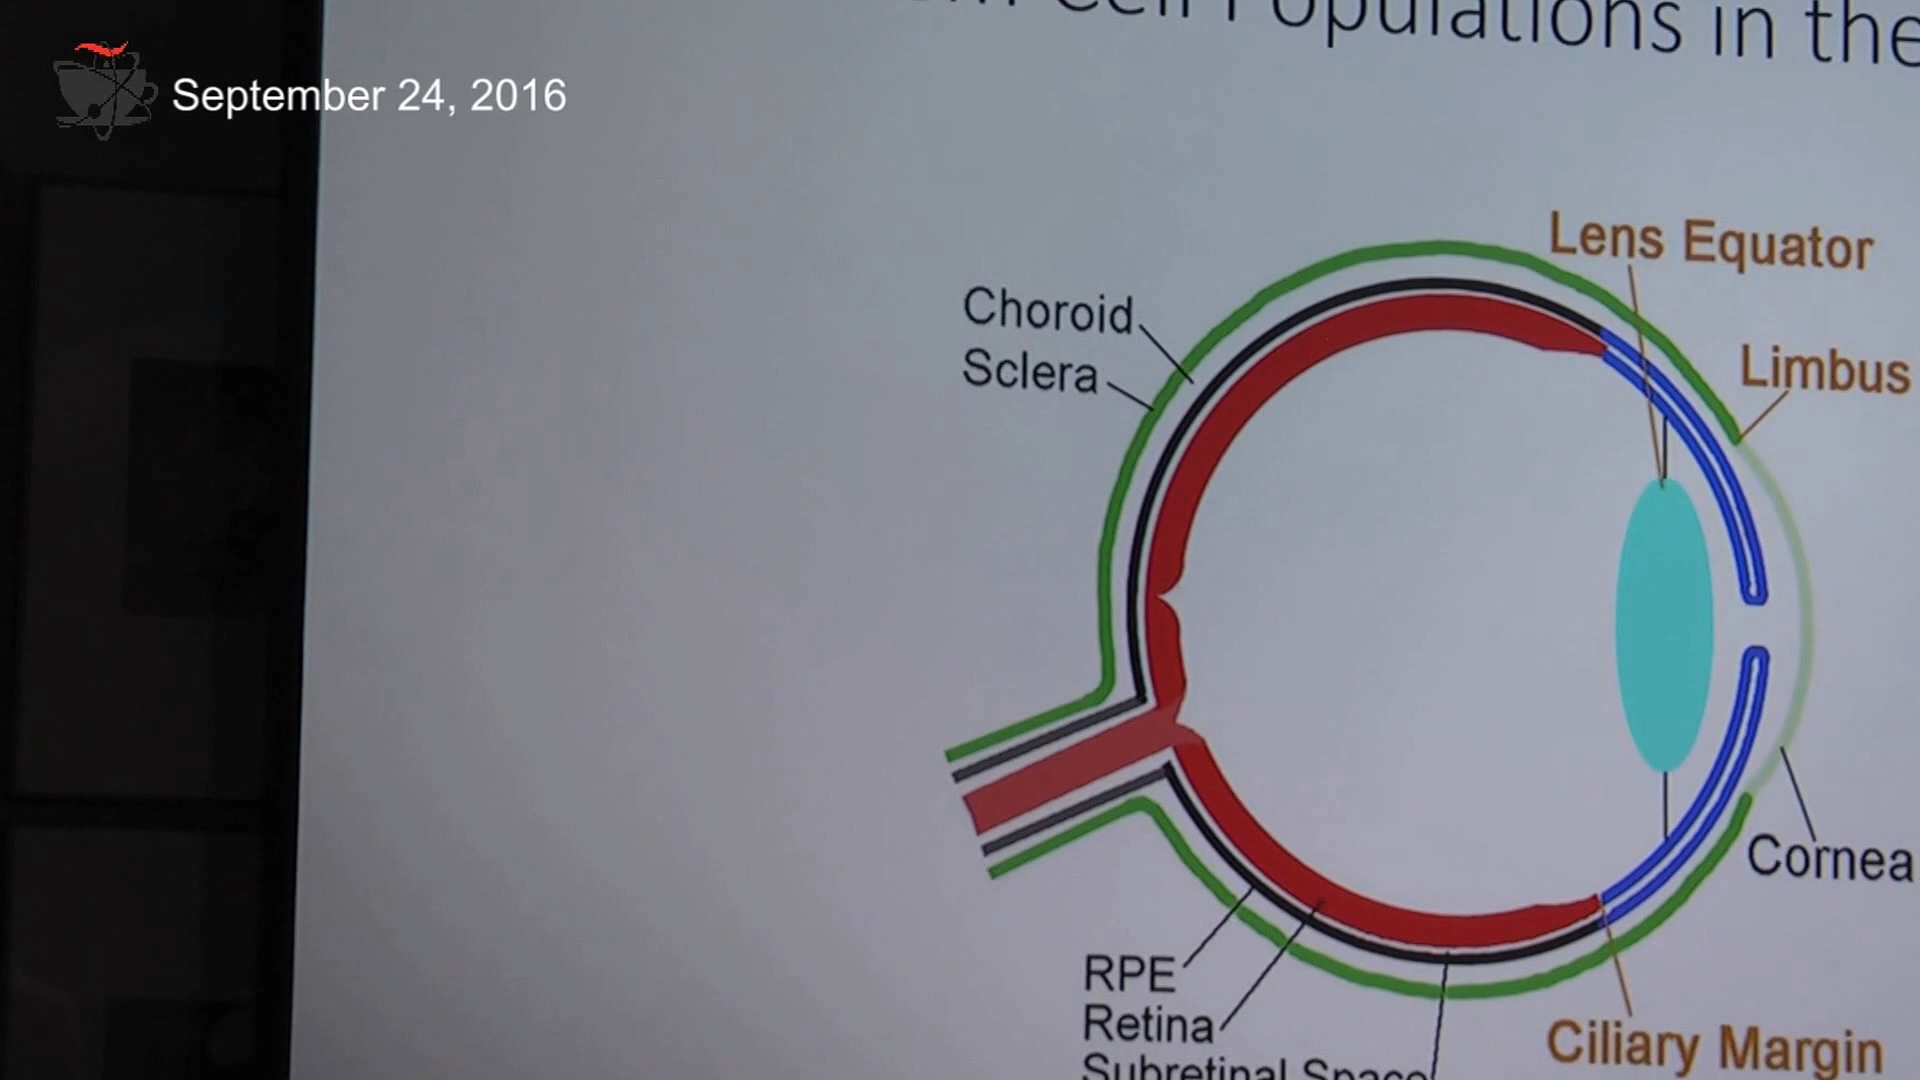 Cell Populations in the
September 24, 2016
Lens Equator
Choroid
Limbus
Sclera
Cornea
RPE
Retina
Ciliary Margin
Subretinal Space